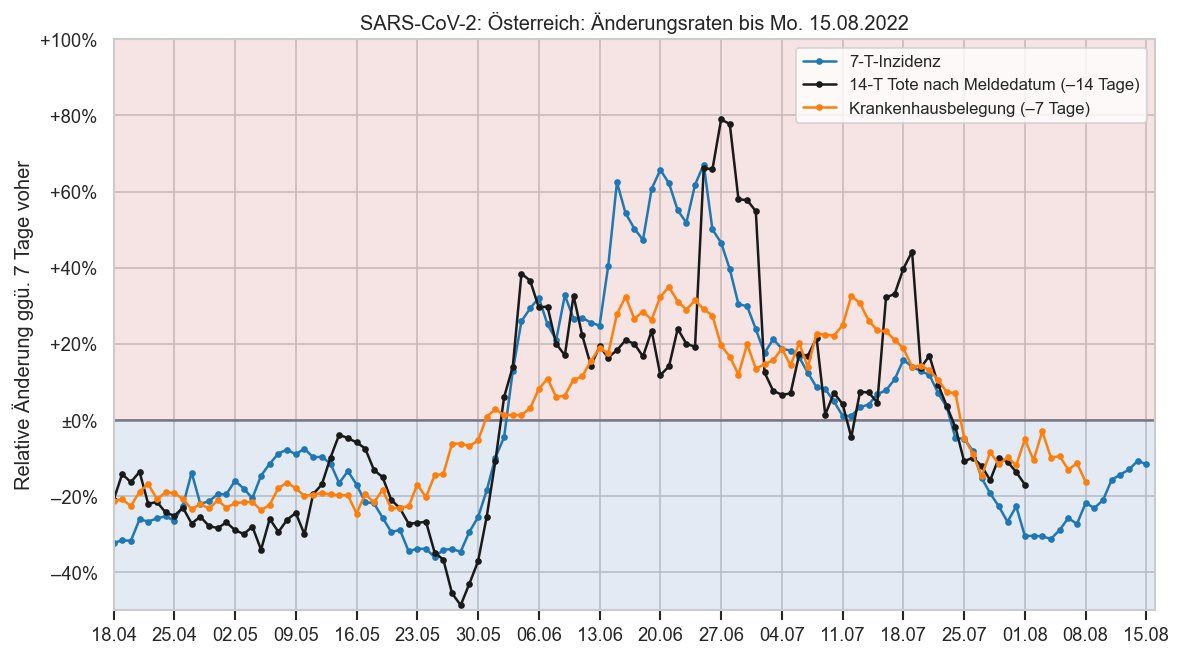 SARS-CoV-2: Österreich: Änderungsraten bis Mo. 15.08.2022
7-T-Inzidenz
14-T Tote nach Meldedatum (–14 Tage)
Krankenhausbelegung (–7 Tage)
Relative Änderung ggü. 7 Tage voher
+100%
+80%
+60%
+40%
+20%
±0%
–20%
–40%
18.04 25.04 02.05 09.05 16.05 23.05 30.05 06.06 13.06 20.06 27.06 04.07 11.07 18.07 25.07 01.08 08.08 15.08